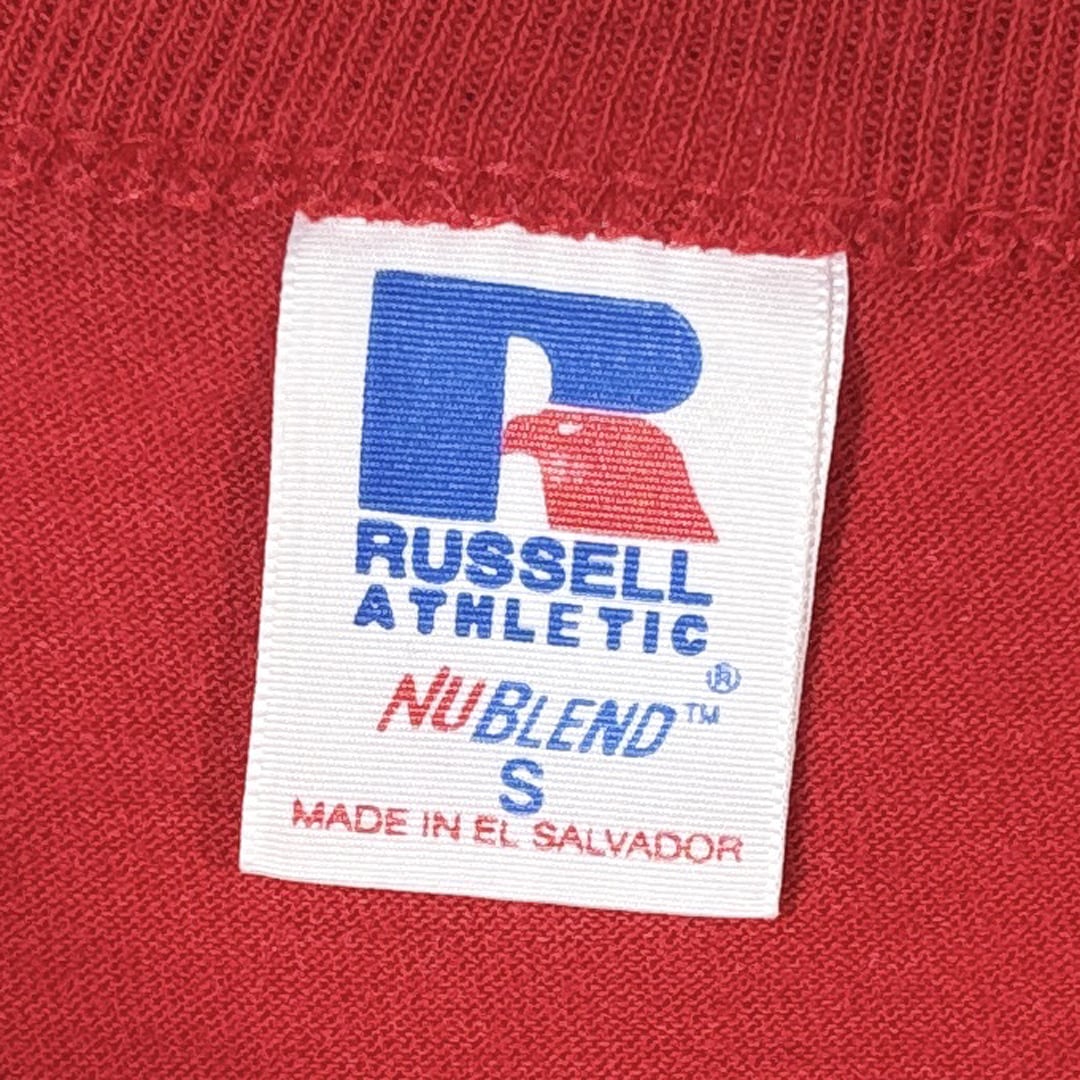 R
RUSSELL
ATHLETIC
®
NUBLEND™
S
MADE IN EL SALVADOR